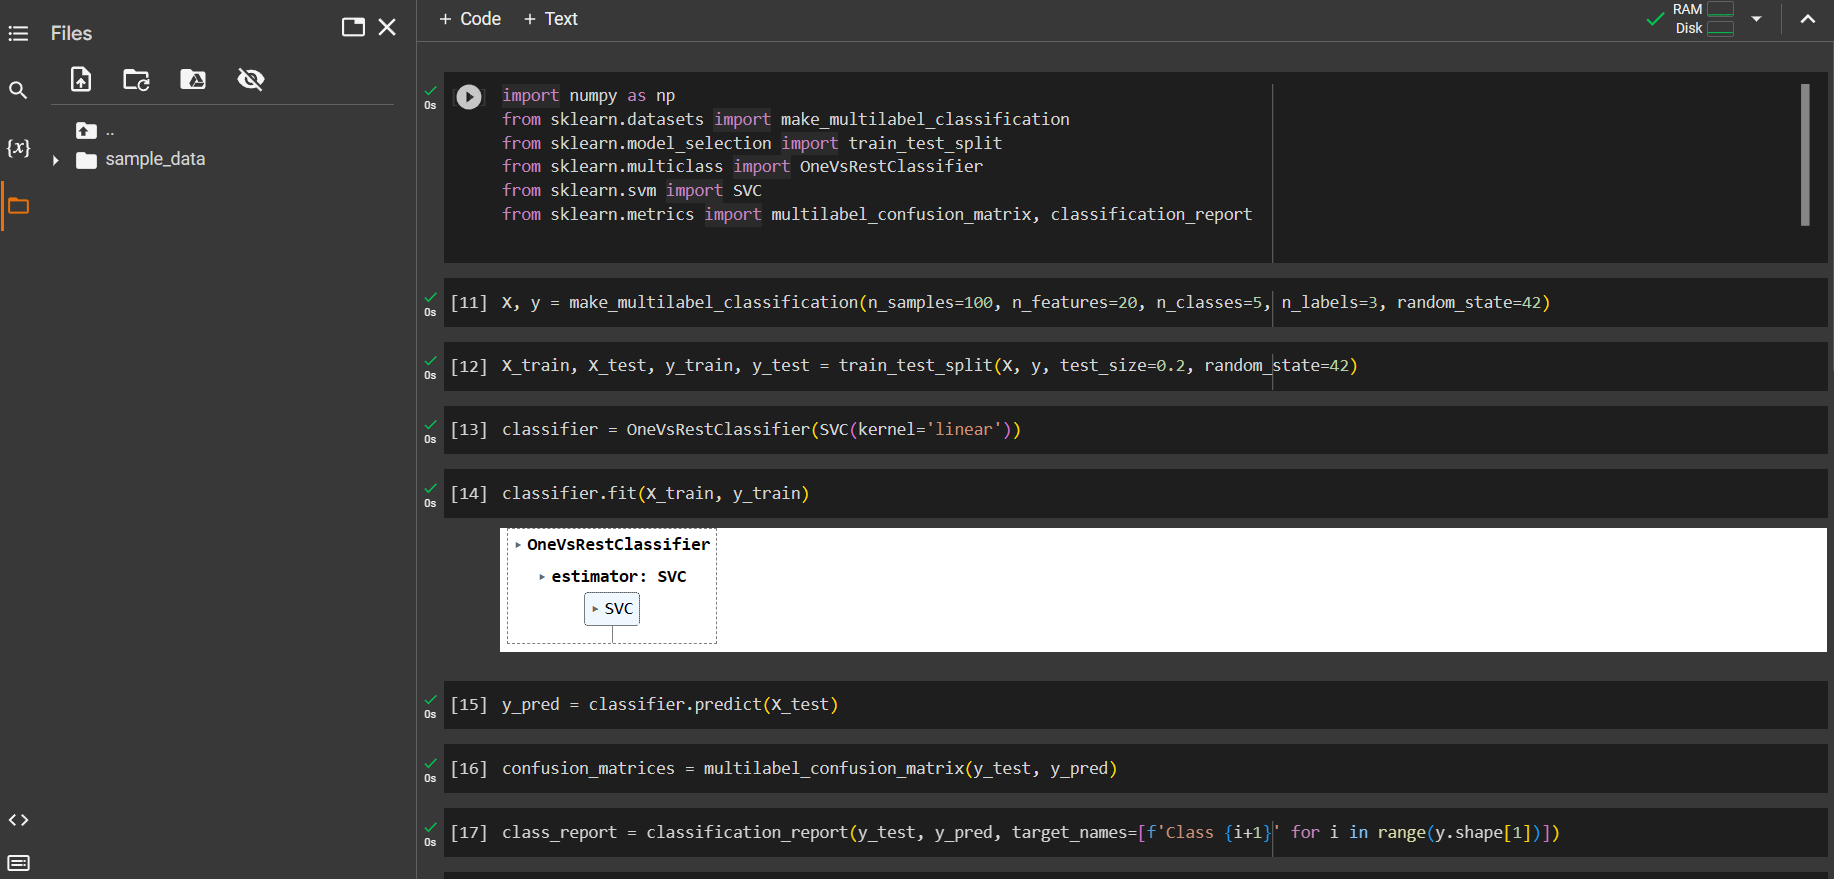 Files
..
sample_data
{x}
+ Code + Text
RAM
Disk
0s
import numpy as np
from sklearn.datasets import make_multilabel_classification
from sklearn.model_selection import train_test_split
from sklearn.multiclass import OneVsRestClassifier
from sklearn.svm import SVC
from sklearn.metrics import multilabel_confusion_matrix, classification_report
0s
[11] X, y = make_multilabel_classification(n_samples=100, n_features=20, n_classes=5, n_labels=3, random_state=42)
0s
[12] X_train, X_test, y_train, y_test = train_test_split(X, y, test_size=0.2, random_state=42)
0s
[13] classifier = OneVsRestClassifier(SVC(kernel='linear'))
0s
[14] classifier.fit(X_train, y_train)
0s
OneVsRestClassifier
estimator: SVC
SVC
[15] y_pred = classifier.predict(X_test)
0s
[16] confusion_matrices = multilabel_confusion_matrix(y_test, y_pred)
0s
[17] class_report = classification_report(y_test, y_pred, target_names=[f'Class {i+1}' for i in range(y.shape[1])])
0s